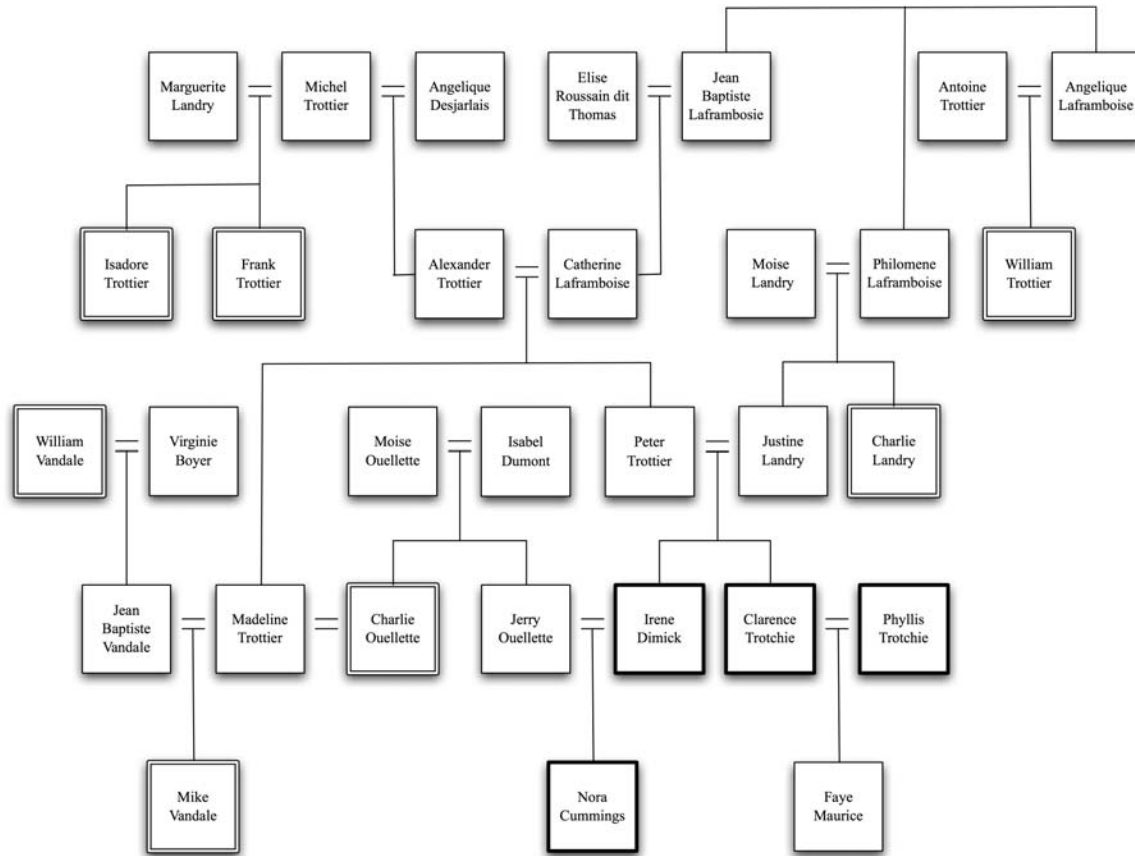 Marguerite
Landry
Michel
Trottier
Angelique
Desjarlais
Elise
Roussain dit
Thomas
Jean
Baptiste
Laframbosie
Antoine
Trottier
Angelique
Laframboise
Isadore
Trottier
Frank
Trottier
Alexander
Trottier
Catherine
Laframboise
Moise
Landry
Philomene
Laframboise
William
Trottier
William
Vandale
Virginie
Boyer
Moise
Ouellette
Isabel
Dumont
Peter
Trottier
Justine
Landry
Charlie
Landry
Jean
Baptiste
Vandale
Madeline
Trottier
Charlie
Ouellette
Jerry
Ouellette
Irene
Dimick
Clarence
Trotchie
Phyllis
Trotchie
Mike
Vandale
Nora
Cummings
Faye
Maurice